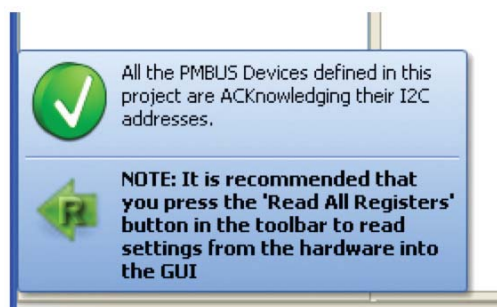 All the PMBUS Devices defined in this
project are ACKnowledging their I2C
addresses.
R
NOTE: It is recommended that
you press the 'Read All Registers'
button in the toolbar to read
settings from the hardware into
the GUI